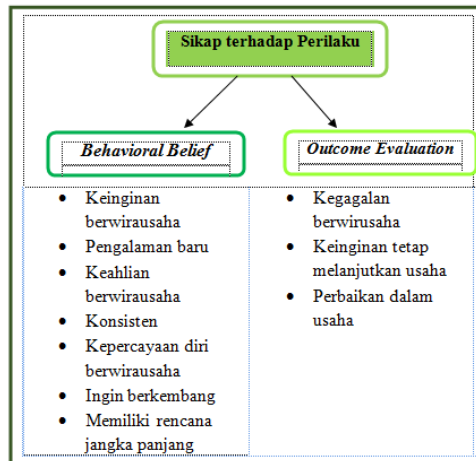 Sikap terhadap Perilaku
Behavioral Belief
Outcome Evaluation
• Keinginan
berwirausaha
• Pengalaman baru
• Keahlian
berwirausaha
• Konsisten
• Kepercayaan diri
berwirausaha
• Ingin berkembang
• Memiliki rencana
jangka panjang
• Kegagalan
berwirusaha
• Keinginan tetap
melanjutkan usaha
• Perbaikan dalam
usaha